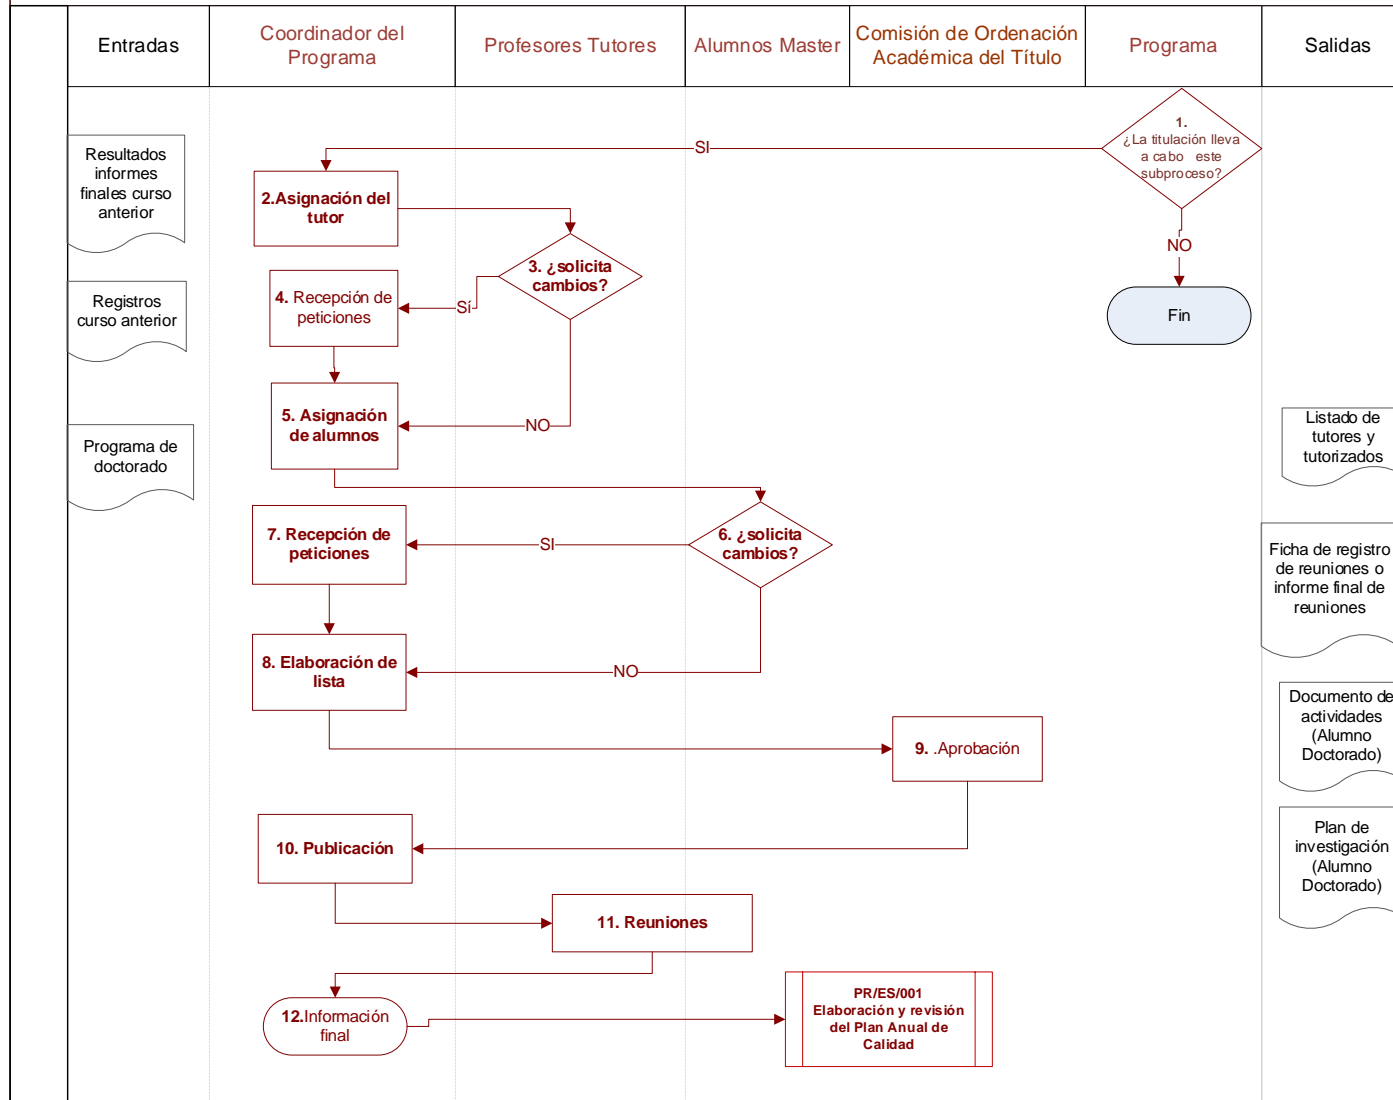 Entradas
Coordinador del
Programa
Profesores Tutores
Alumnos Master
Comisión de Ordenación
Académica del Título
Programa
Salidas
1.
¿La titulación lleva
a cabo este
subproceso?
SI
NO
Fin
Resultados
informes
finales curso
anterior
2.Asignación del
tutor
3. ¿solicita
cambios?
Sí
NO
Registros
curso anterior
4. Recepción de
peticiones
5. Asignación
de alumnos
Programa de
doctorado
Listado de
tutores y
tutorizados
6. ¿solicita
cambios?
SI
NO
7. Recepción de
peticiones
Ficha de registro
de reuniones o
informe final de
reuniones
8. Elaboración de
lista
Documento de
actividades
(Alumno
Doctorado)
9. .Aprobación
10. Publicación
Plan de
investigación
(Alumno
Doctorado)
11. Reuniones
12.Información
final
PR/ES/001
Elaboración y revisión
del Plan Anual de
Calidad